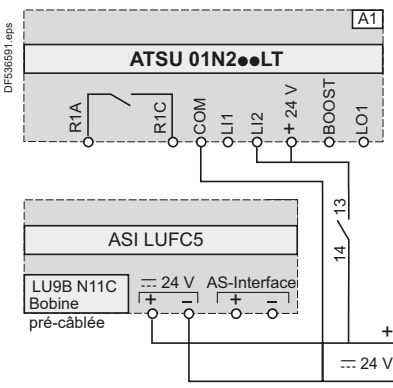 DF536591.eps
A1
ATSU 01N2●●LT
R1A
R1C
COM
LI1
LI2
+ 24 V
BOOST
LO1
13
14
ASI LUFC5
LU9B N11C
Bobine
pré-câblée
24 V AS-Interface
+ − + −
+
24 V